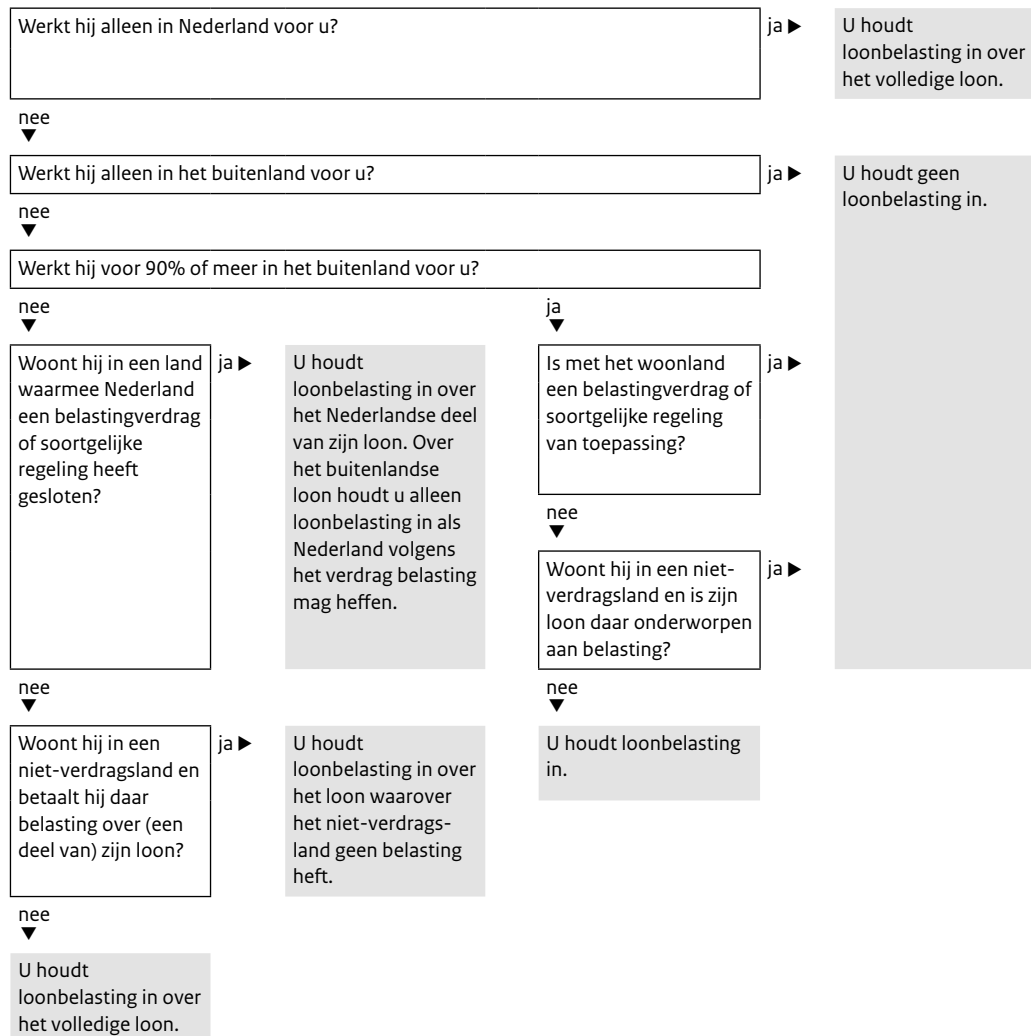 Werkt hij alleen in Nederland voor u?
ja ▶
U houdt
loonbelasting in over
het volledige loon.
nee
▼
Werkt hij alleen in het buitenland voor u?
ja ▶
U houdt geen
loonbelasting in.
nee
▼
Werkt hij voor 90% of meer in het buitenland voor u?
nee
▼
ja
▼
Woont hij in een land
waarmee Nederland
een belastingverdrag
of soortgelijke
regeling heeft
gesloten?
ja ▶
U houdt
loonbelasting in over
het Nederlandse deel
van zijn loon. Over
het buitenlandse
loon houdt u alleen
loonbelasting in als
Nederland volgens
het verdrag belasting
mag heffen.
Is met het woonland
een belastingverdrag of
soortgelijke regeling
van toepassing?
ja ▶
nee
▼
Woont hij in een niet-
verdragsland en is zijn
loon daar onderworpen
aan belasting?
ja ▶
nee
▼
nee
▼
Woont hij in een
niet-verdragsland en
betaalt hij daar
belasting over (een
deel van) zijn loon?
ja ▶
U houdt
loonbelasting in over
het loon waarover
het niet-verdrags-
land geen belasting
heft.
U houdt loonbelasting
in.
nee
▼
U houdt
loonbelasting in over
het volledige loon.